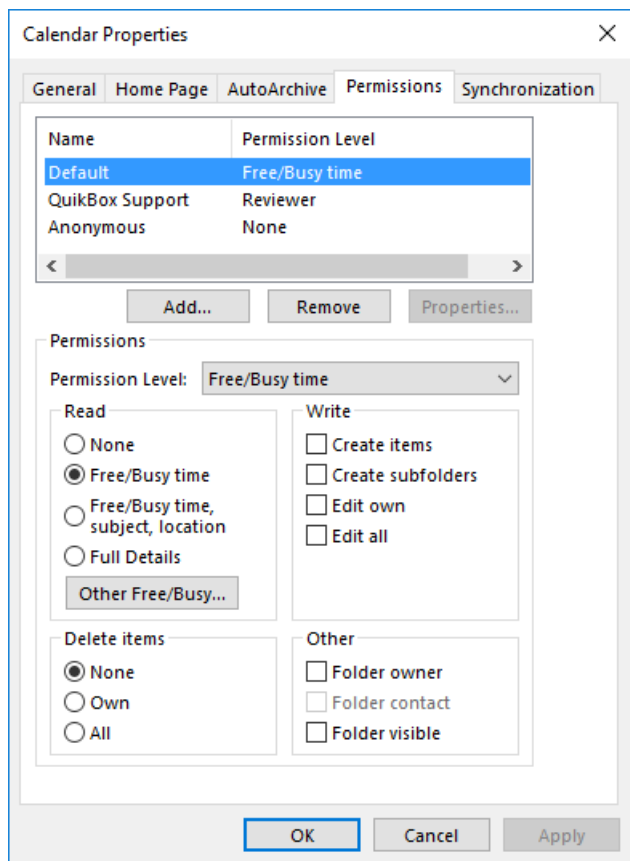 Calendar Properties
General Home Page AutoArchive Permissions Synchronization
Name Permission Level
Default Free/Busy time
QuikBox Support Reviewer
Anonymous None
Add... Remove Properties...
Permissions
Permission Level: Free/Busy time
Read
None
Free/Busy time
Free/Busy time,
subject, location
Full Details
Other Free/Busy...
Write
Create items
Create subfolders
Edit own
Edit all
Delete items
None
Own
All
Other
Folder owner
Folder contact
Folder visible
OK Cancel Apply